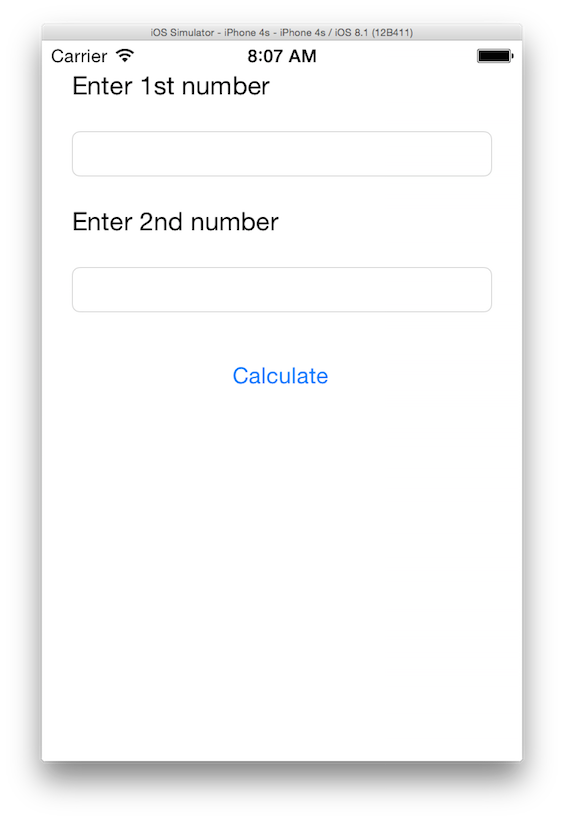 iOS Simulator - iPhone 4s - iPhone 4s / iOS 8.1 (12B411)
Carrier 8:07 AM
Enter 1st number
Enter 2nd number
Calculate